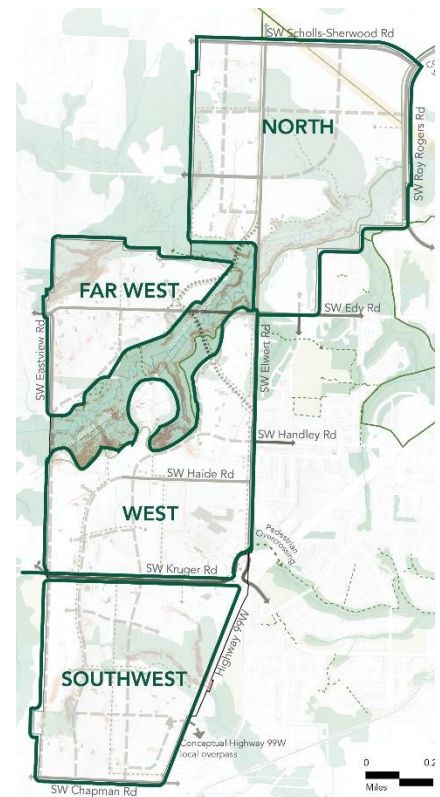 SW Scholls-Sherwood Rd
NORTH
SW Roy Rogers Rd
FAR WEST
SW Eastview Rd
SW Edy Rd
SW Elwert Rd
SW Handley Rd
SW Haide Rd
WEST
Pedestrian
Overcrossing
SW Kruger Rd
Highway 99W
SOUTHWEST
Conceptual Highway 99W
local overpass
SW Chapman Rd
0 0.2
Miles